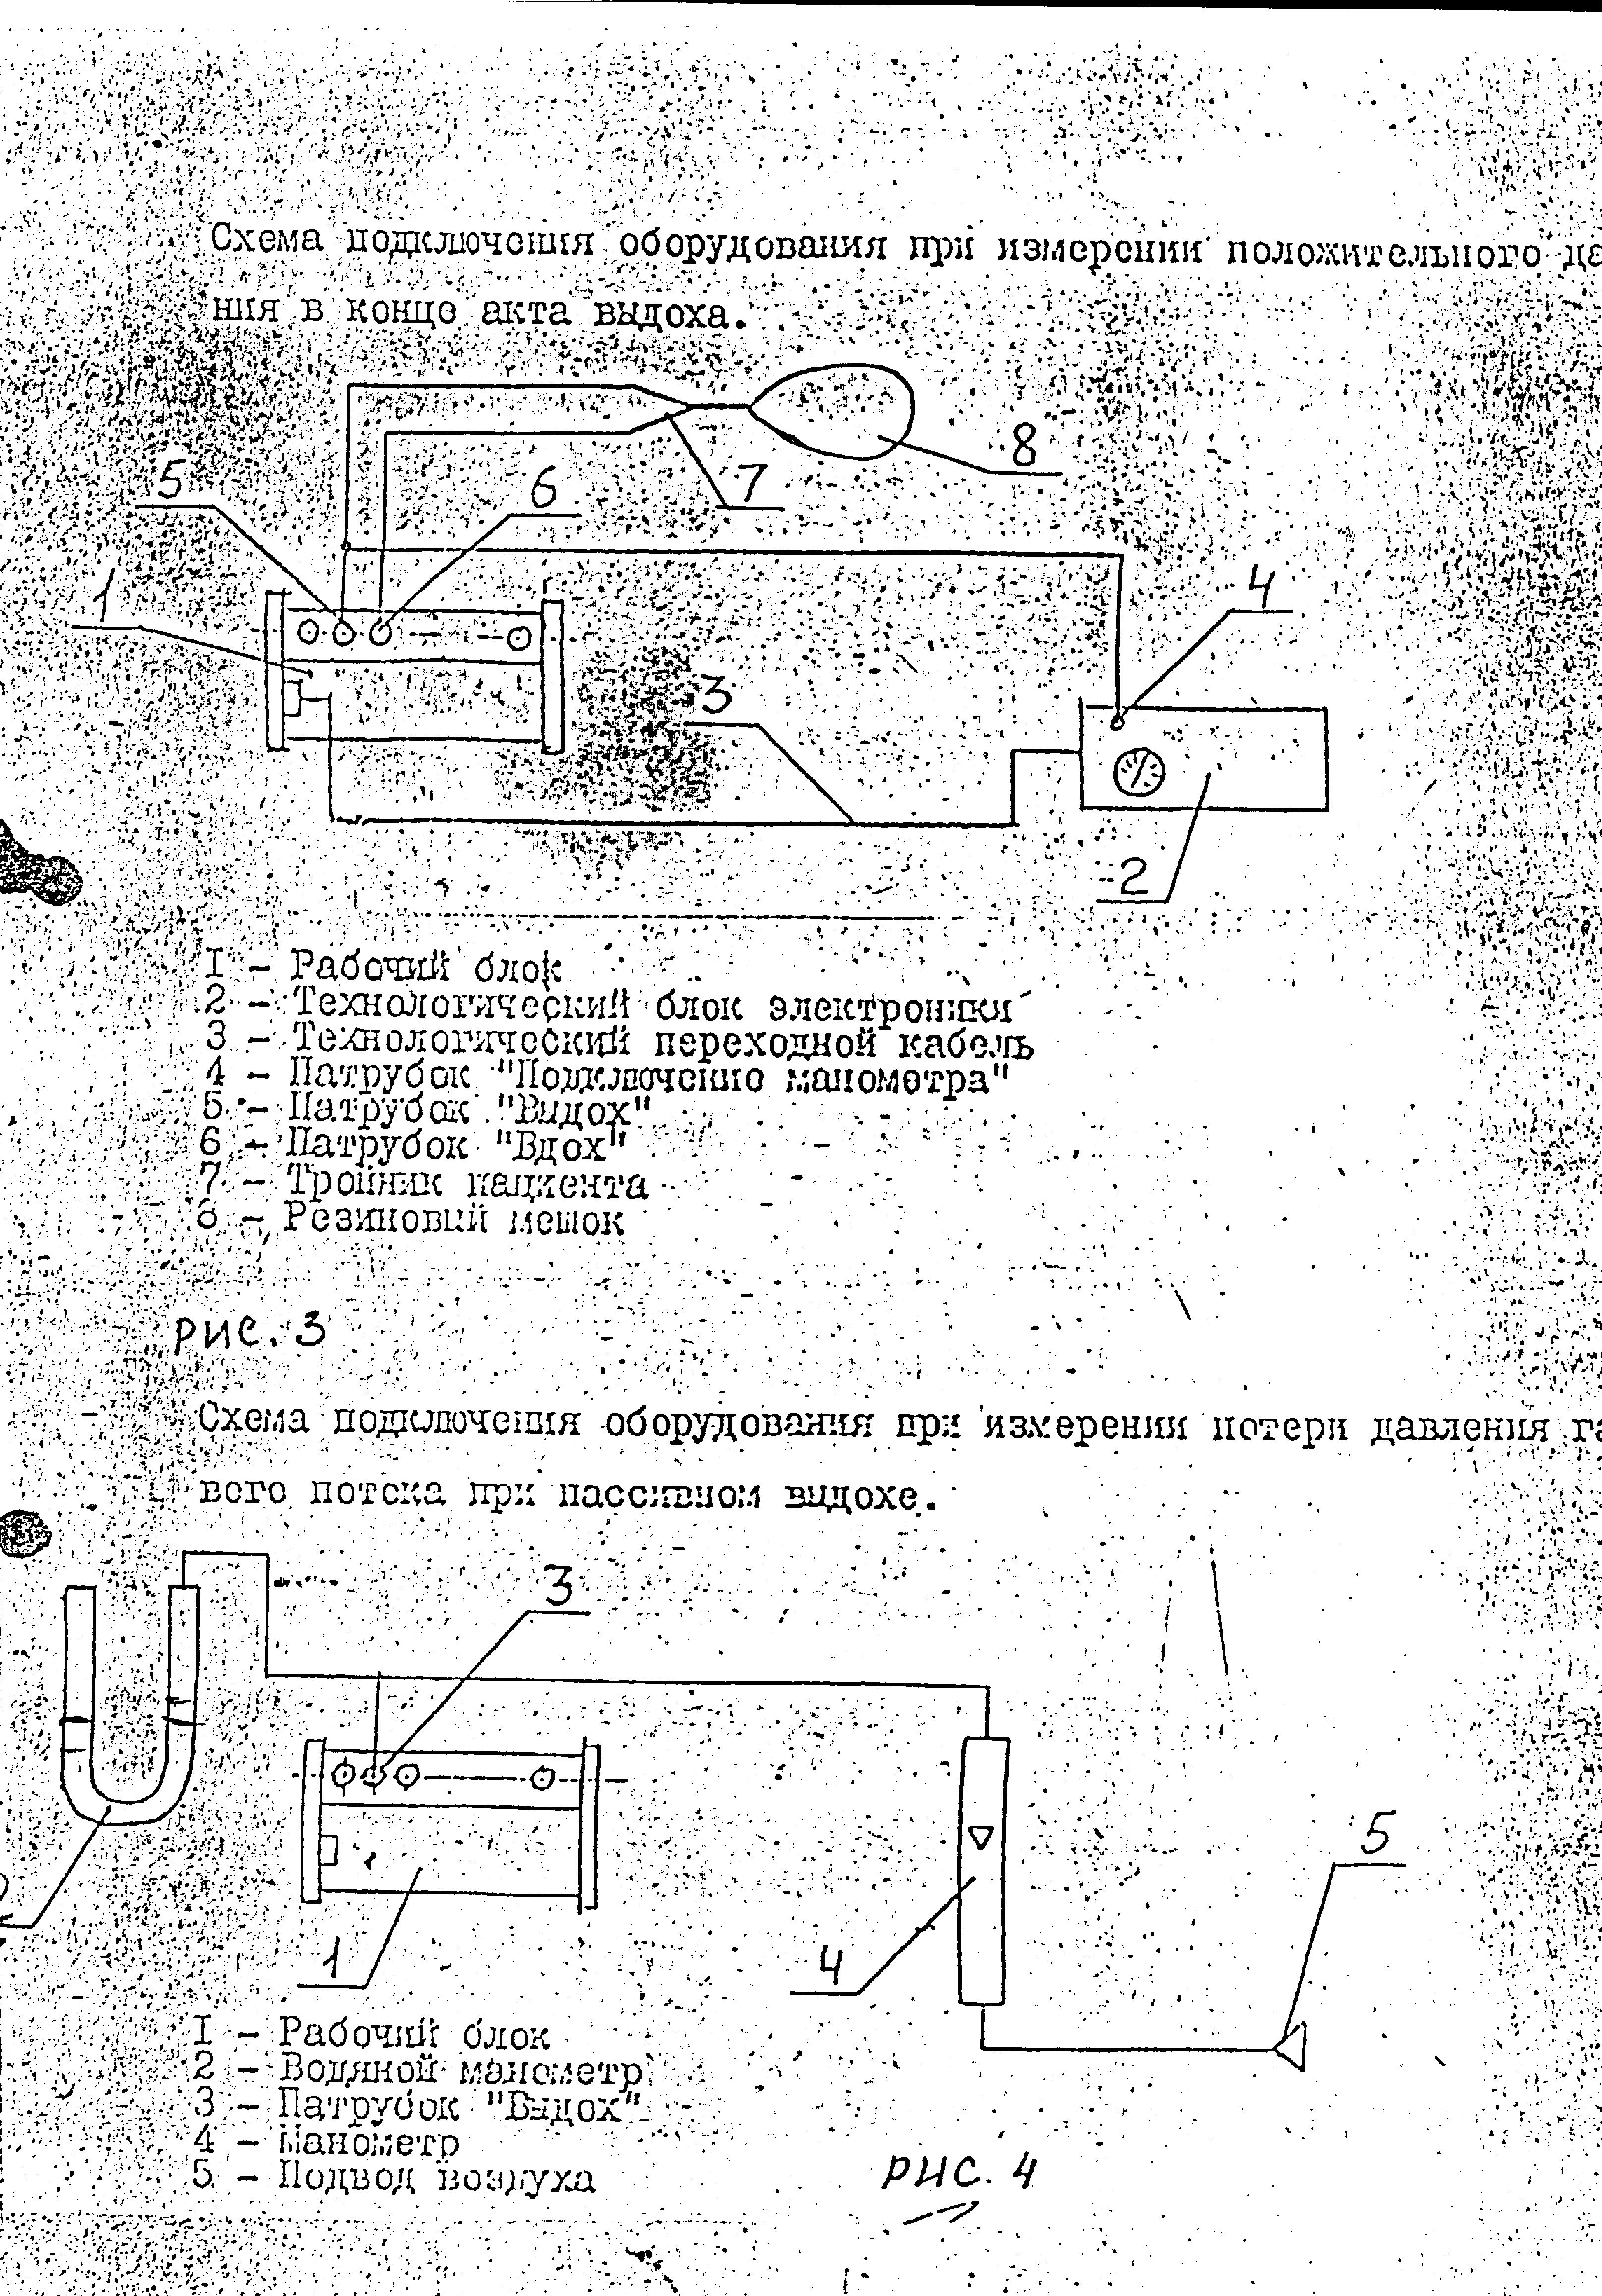 Схема подключения оборудования при измерении положительного да
ния в конце акта выдоха.
8
5
6
7
1
4
3
2
I - Рабочий блок
2 - Технологический блок электроники
3 - Технологический переходной кабель
4 - Патрубок "Подключение манометра"
5 - Патрубок "Выдох"
6 - Патрубок "Вдох"
7 - Тройник пациента
8 - Резиновый мешок
РИС. 3
Схема подключения оборудования при измерении потери давления га
вого потока при пассивном выдохе.
3
5
1
4
I - Рабочий блок
2 - Водяной манометр
3 - Патрубок "Выдох"
4 - Манометр
5 - Подвод воздуха
РИС. 4